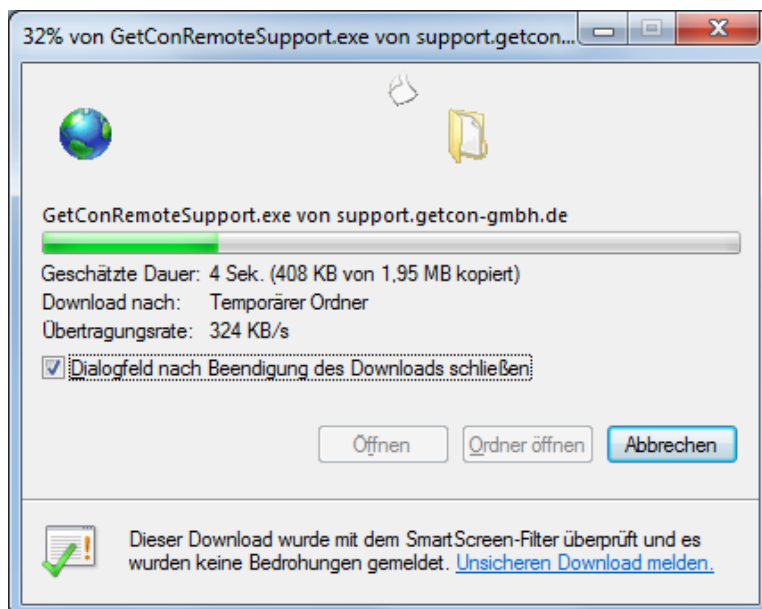 32% von GetConRemoteSupport.exe von support.getcon...
GetConRemoteSupport.exe von support.getcon-gmbh.de
Geschätzte Dauer: 4 Sek. (408 KB von 1,95 MB kopiert)
Download nach: Temporärer Ordner
Übertragungsrate: 324 KB/s
Dialogfeld nach Beendigung des Downloads schließen
Öffnen Ordner öffnen Abbrechen
Dieser Download wurde mit dem SmartScreen-Filter überprüft und es
wurden keine Bedrohungen gemeldet. Unsicheren Download melden.